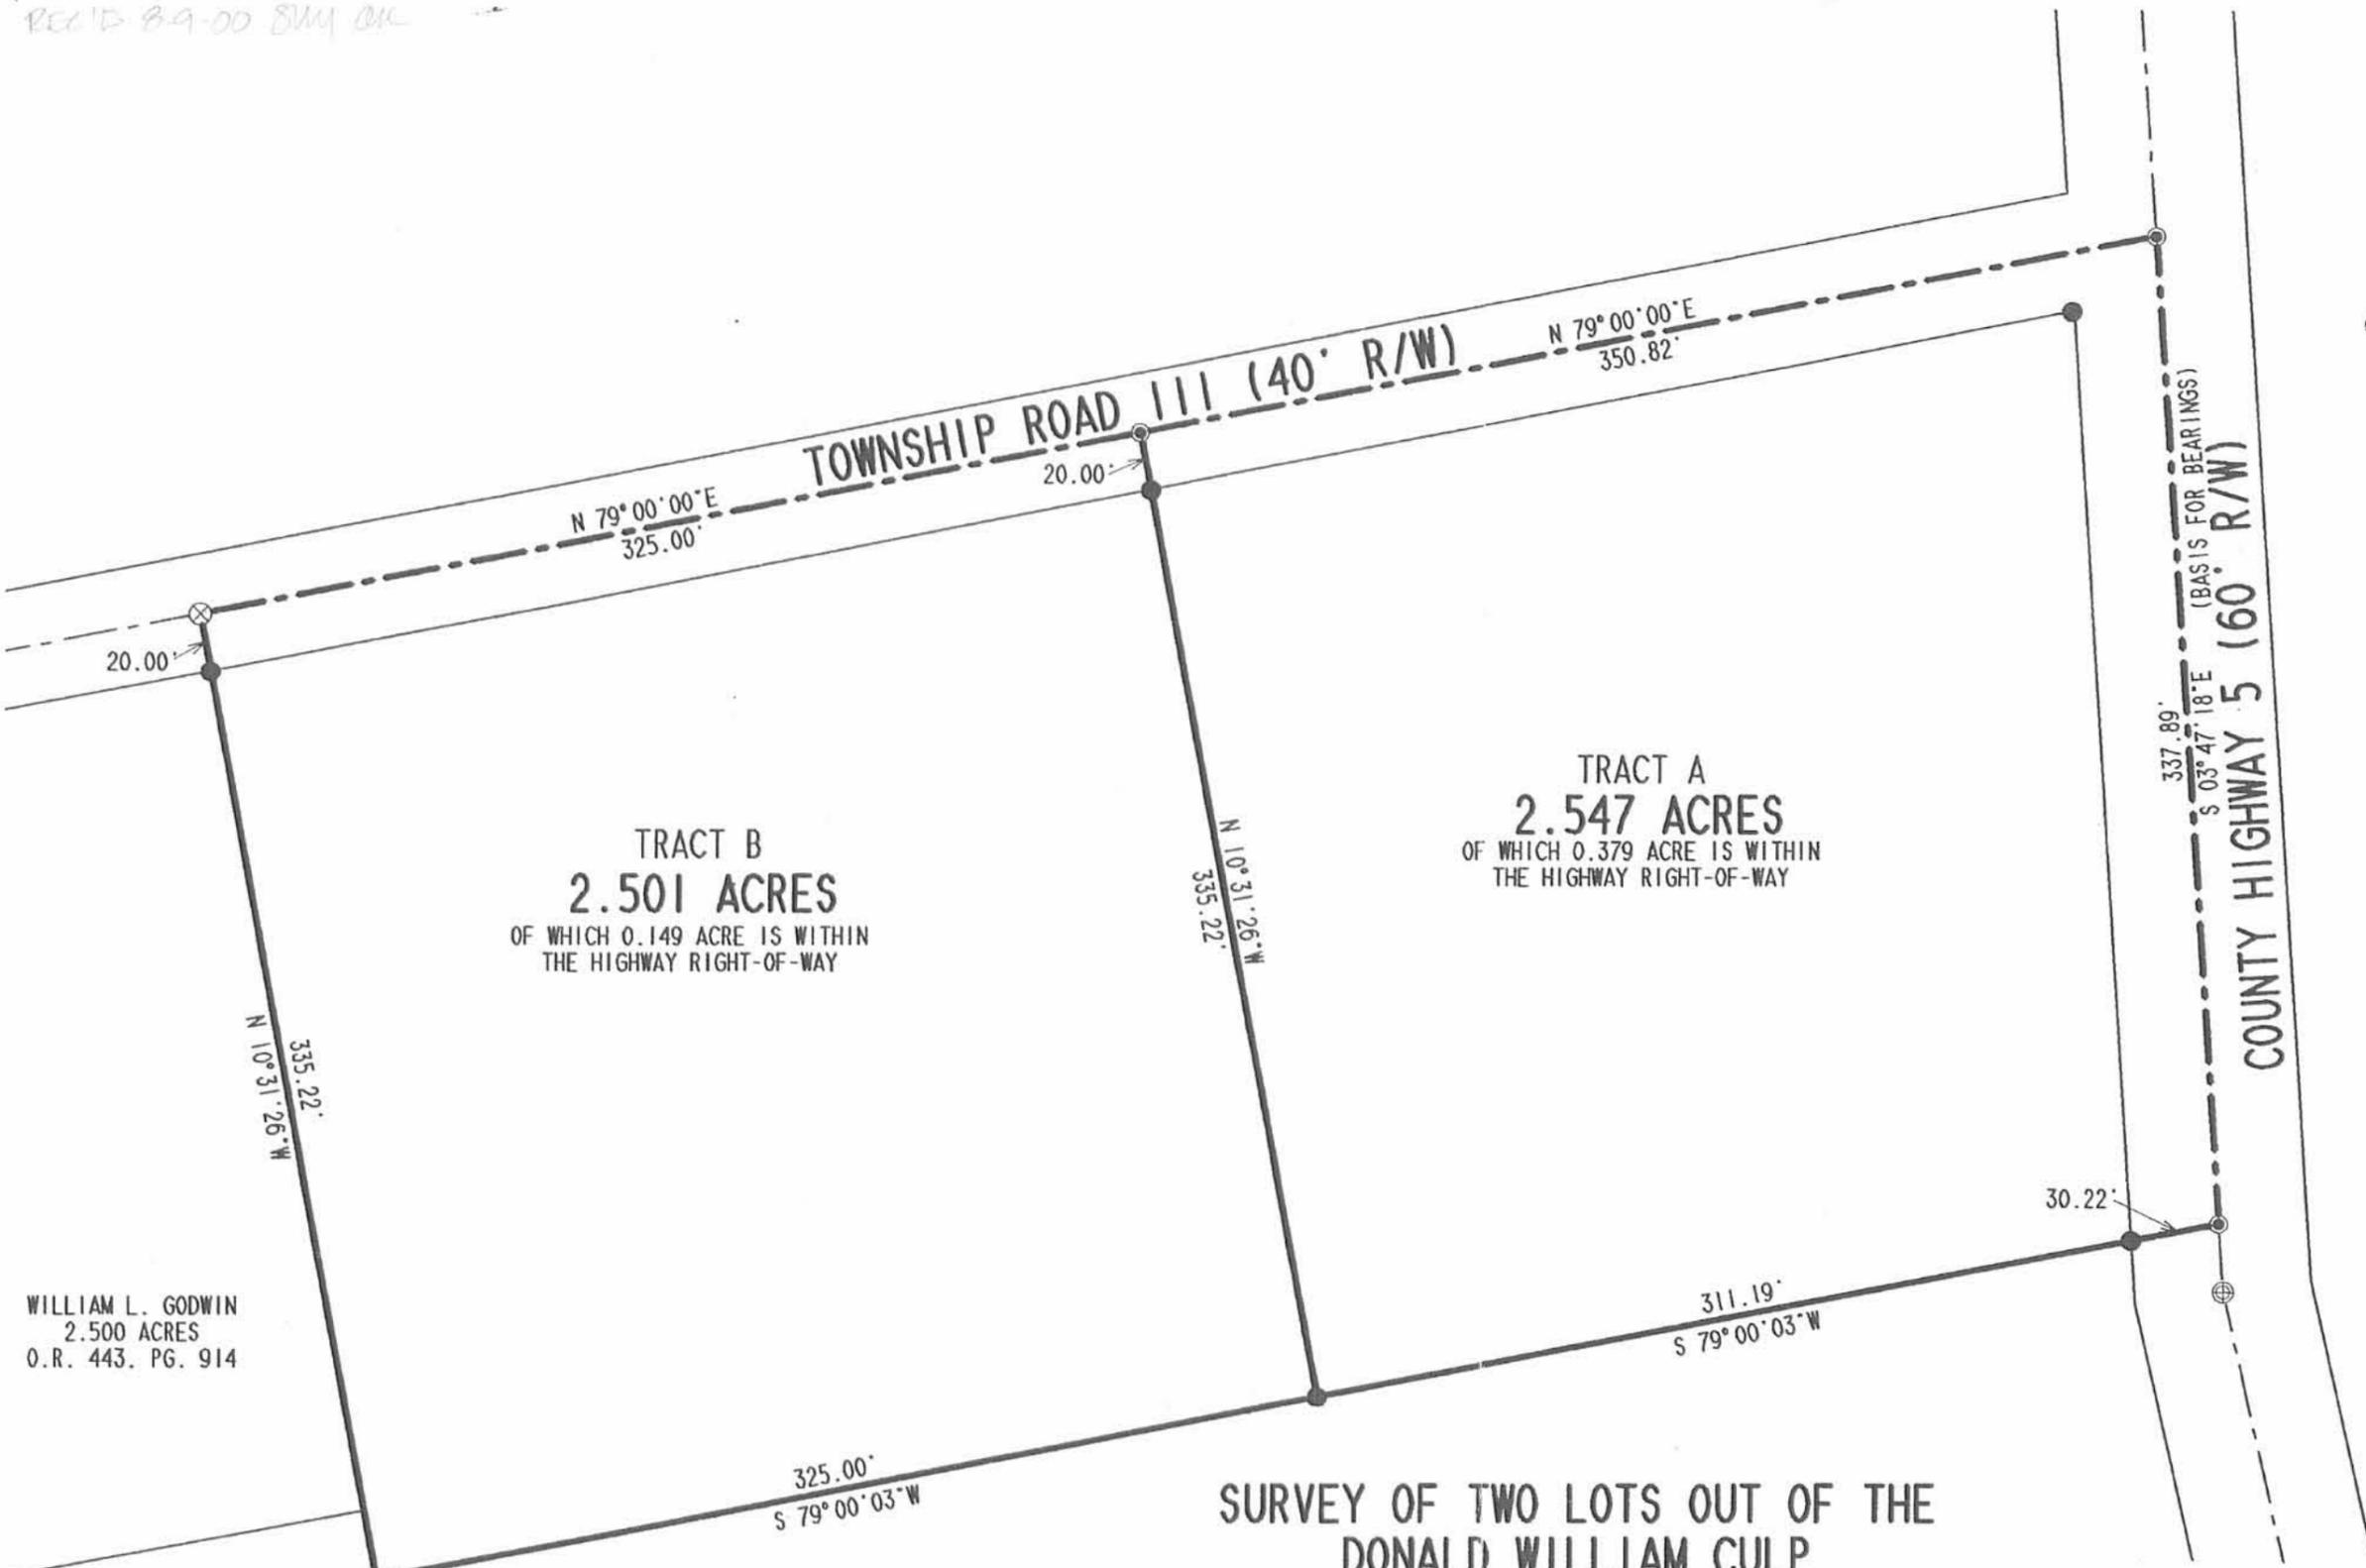 REC'D 8-9-00
N 79°00'00"E
350.82'
TOWNSHIP ROAD 111 (40' R/W)
20.00'
N 79°00'00"E
325.00'
20.00'
(BASIS FOR BEARINGS)
337.89'
S 03°47'18"E
COUNTY HIGHWAY 5 (60' R/W)
TRACT A
2.547 ACRES
OF WHICH 0.379 ACRE IS WITHIN
THE HIGHWAY RIGHT-OF-WAY
TRACT B
2.501 ACRES
OF WHICH 0.149 ACRE IS WITHIN
THE HIGHWAY RIGHT-OF-WAY
N 10°31'26"W
335.22'
335.22'
N 10°31'26"W
30.22'
311.19'
S 79°00'03"W
WILLIAM L. GODWIN
2.500 ACRES
O.R. 443. PG. 914
325.00'
S 79°00'03"W
SURVEY OF TWO LOTS OUT OF THE
DONALD WILLIAM CULP